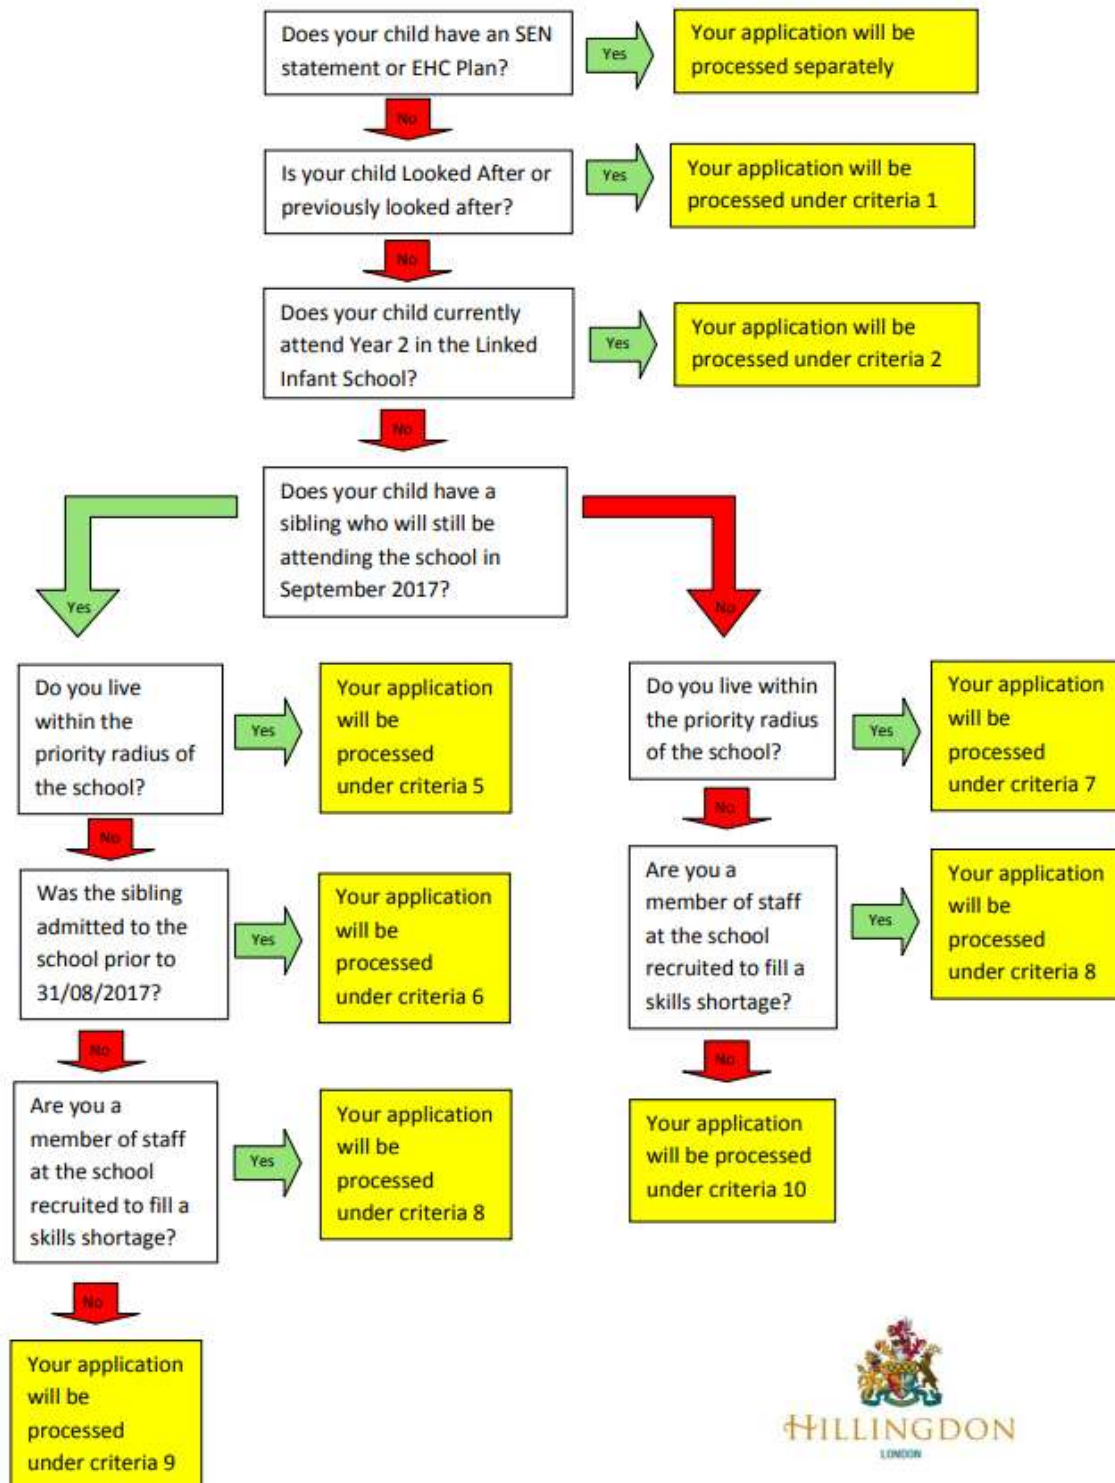 Does your child have an SEN
statement or EHC Plan?
Yes
Your application will be
processed separately
No
Is your child Looked After or
previously looked after?
Yes
Your application will be
processed under criteria 1
No
Does your child currently
attend Year 2 in the Linked
Infant School?
Yes
Your application will be
processed under criteria 2
No
Does your child have a
sibling who will still be
attending the school in
September 2017?
Yes
Do you live
within the
priority radius of
the school?
Yes
Your application
will be
processed
under criteria 5
No
Was the sibling
admitted to the
school prior to
31/08/2017?
Yes
Your application
will be
processed
under criteria 6
No
Are you a
member of staff
at the school
recruited to fill a
skills shortage?
Yes
Your application
will be
processed
under criteria 8
No
Your application
will be
processed
under criteria 9
No
Do you live within
the priority radius
of the school?
Yes
Your application
will be
processed
under criteria 7
No
Are you a
member of staff
at the school
recruited to fill a
skills shortage?
Yes
Your application
will be
processed
under criteria 8
No
Your application
will be processed
under criteria 10
HILLINGDON
LONDON